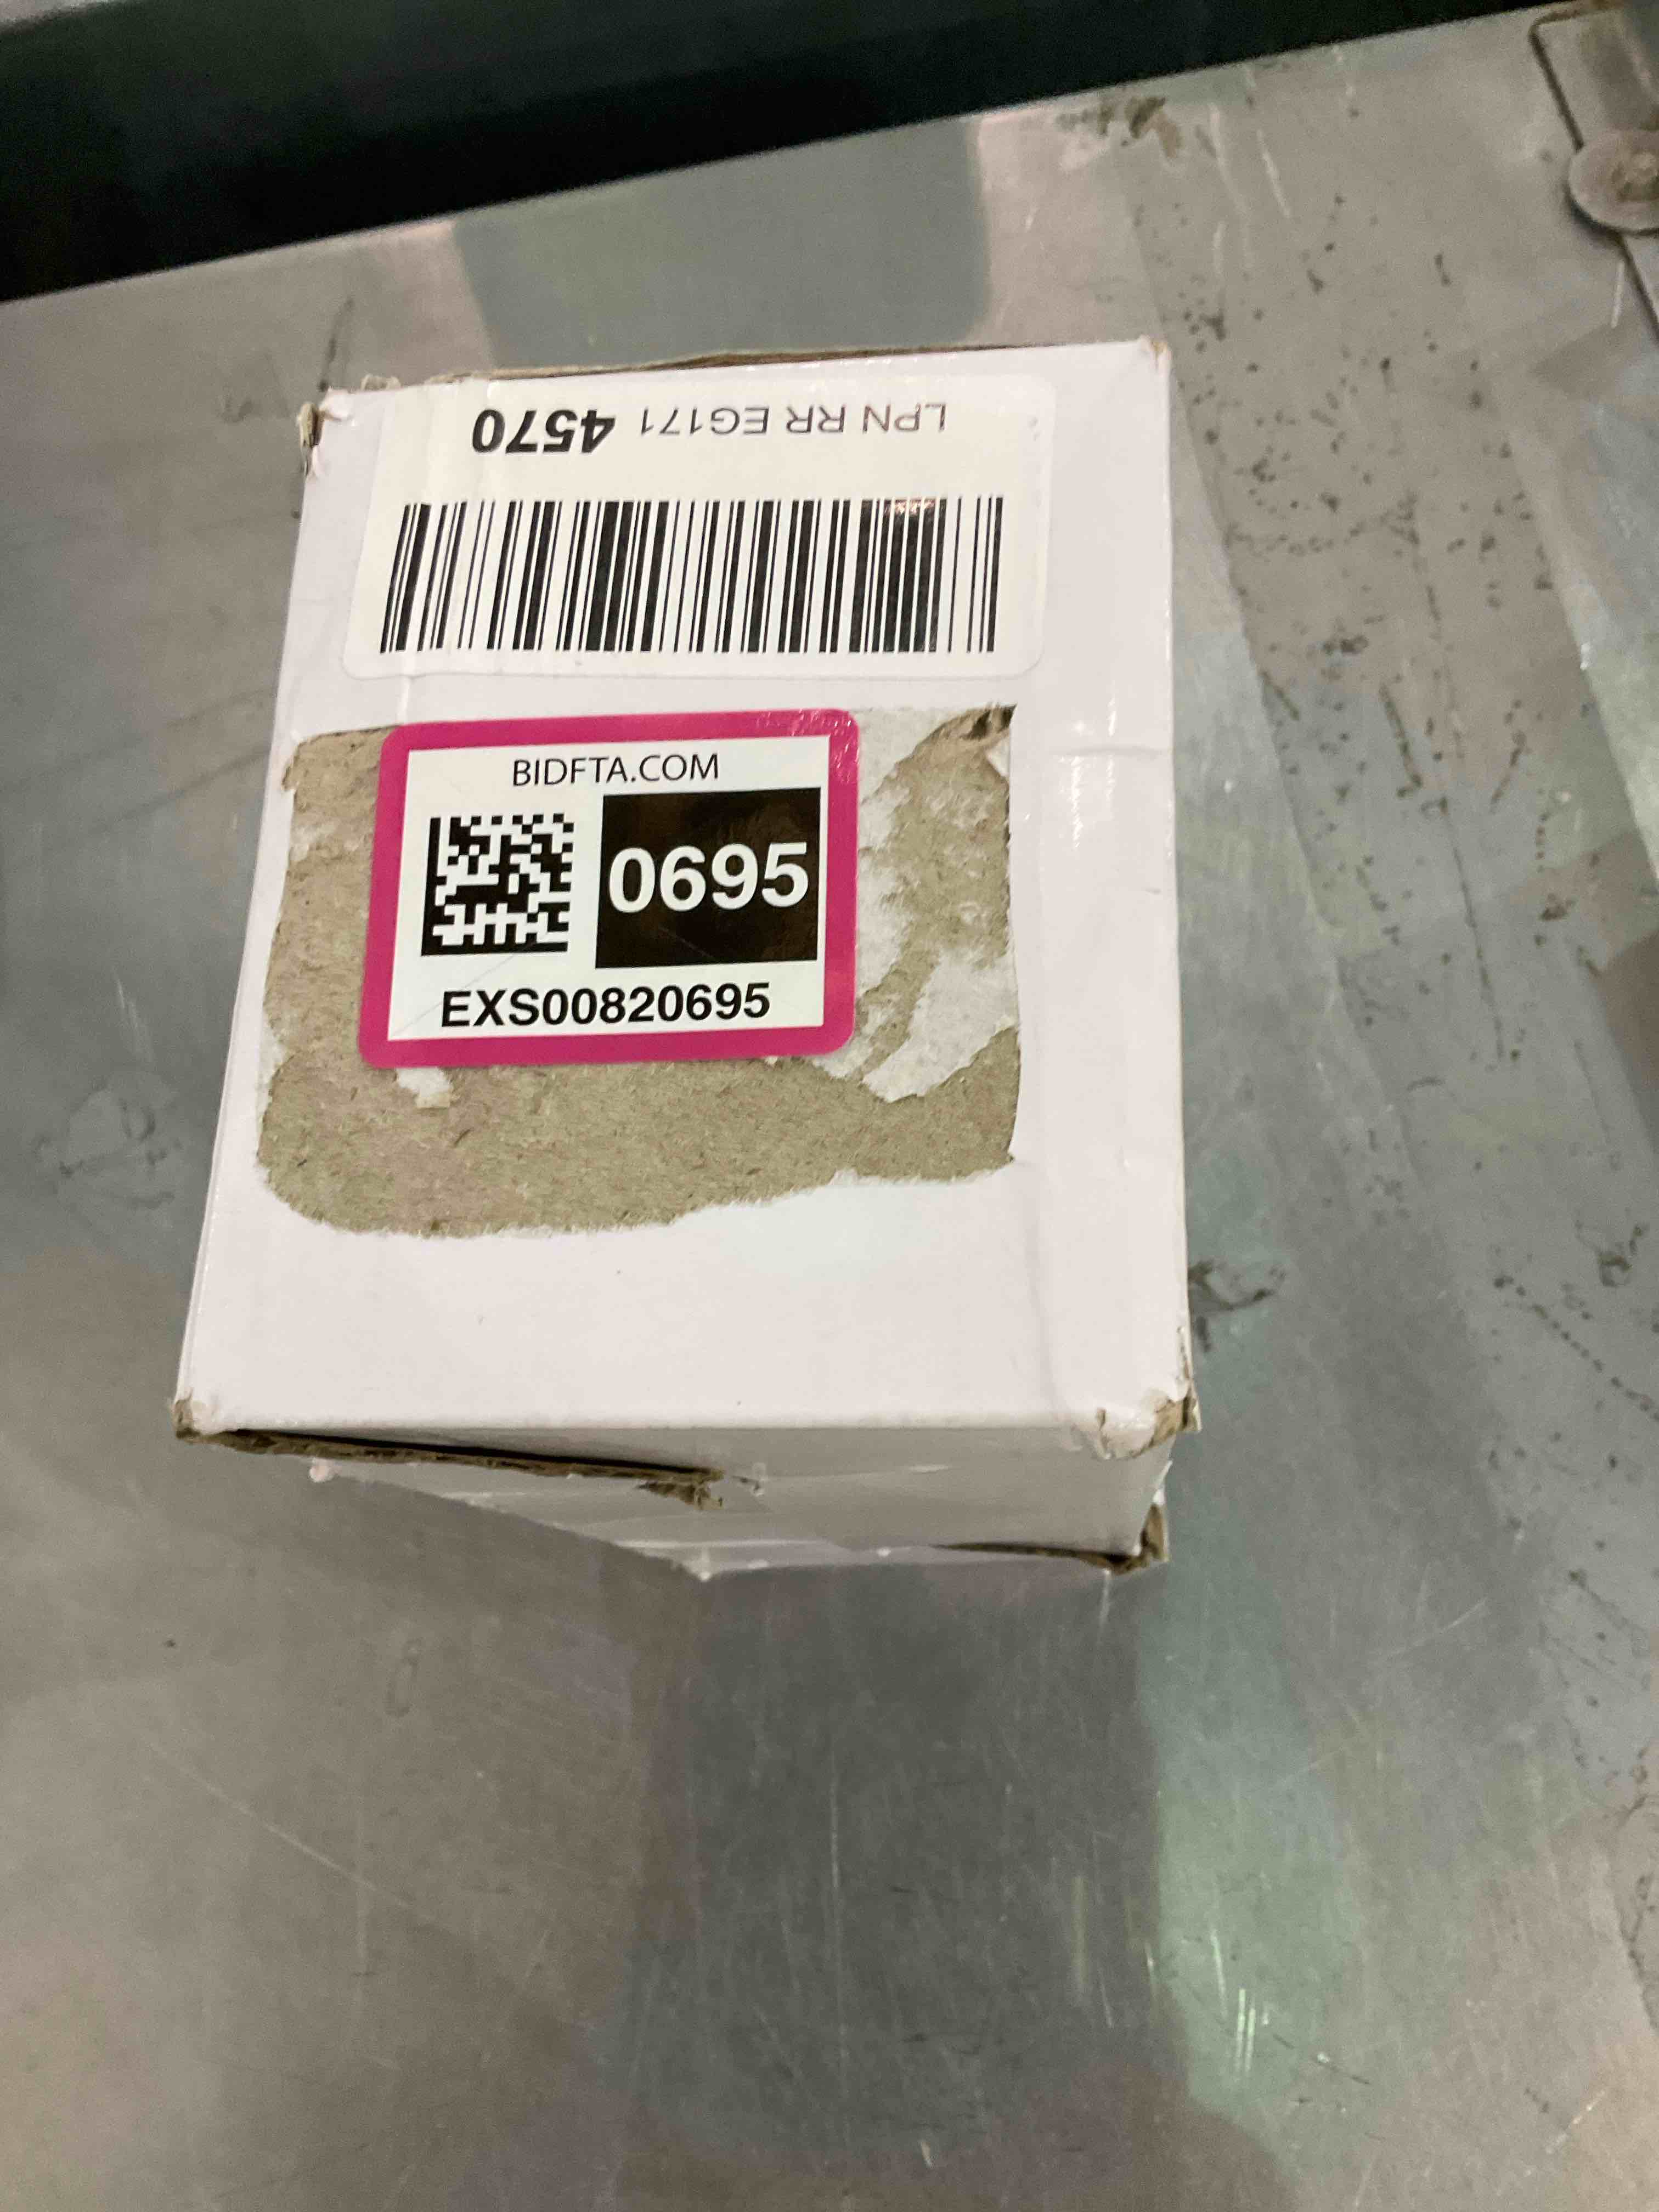 LPN RR EG171 4570
BIDFTA.COM
0695
EXS00820695